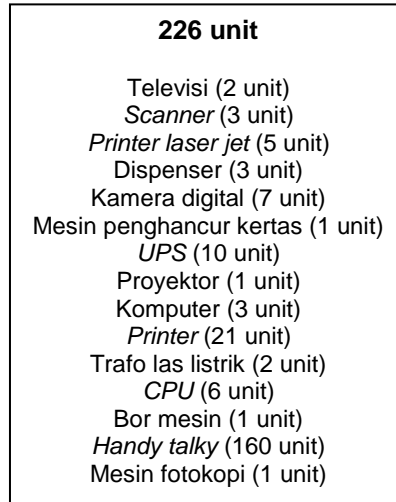 226 unit
Televisi (2 unit)
Scanner (3 unit)
Printer laser jet (5 unit)
Dispenser (3 unit)
Kamera digital (7 unit)
Mesin penghancur kertas (1 unit)
UPS (10 unit)
Proyektor (1 unit)
Komputer (3 unit)
Printer (21 unit)
Trafo las listrik (2 unit)
CPU (6 unit)
Bor mesin (1 unit)
Handy talky (160 unit)
Mesin fotokopi (1 unit)